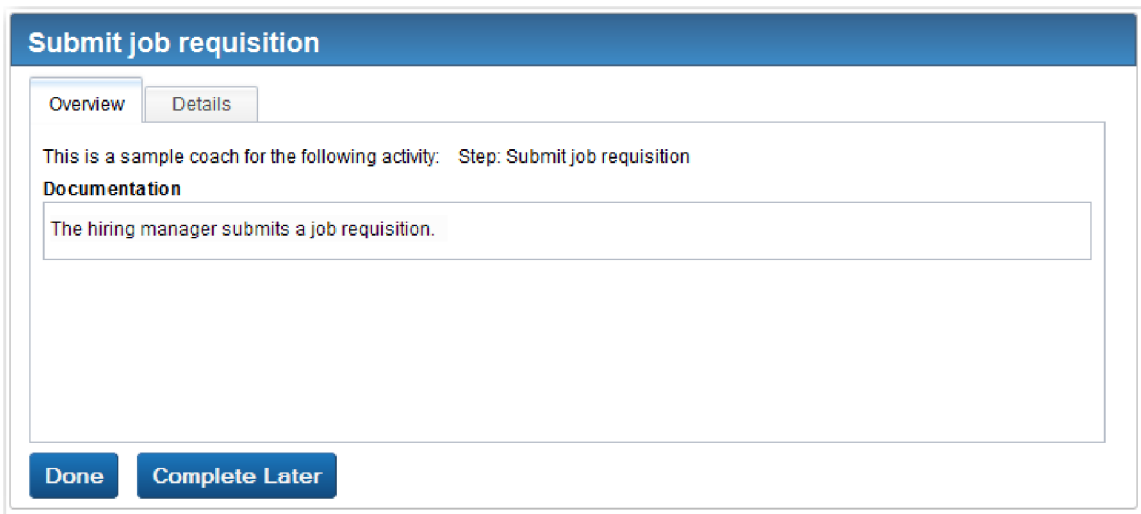 Submit job requisition
Overview Details
This is a sample coach for the following activity: Step: Submit job requisition
Documentation
The hiring manager submits a job requisition.
Done Complete Later